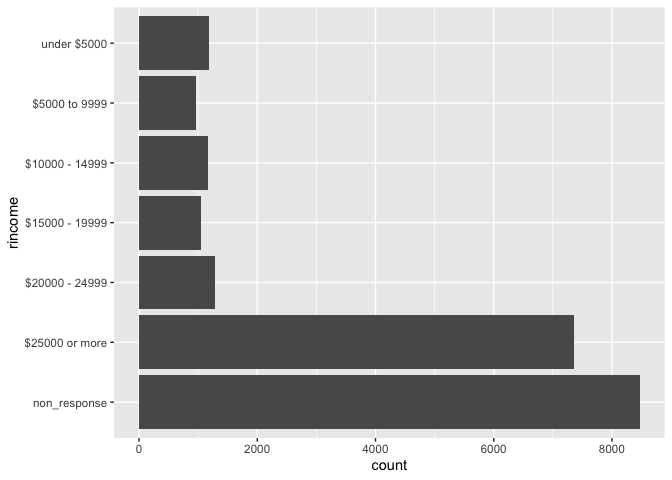 rincome
under $5000
$5000 to 9999
$10000 - 14999
$15000 - 19999
$20000 - 24999
$25000 or more
non_response
0 2000 4000 6000 8000
count